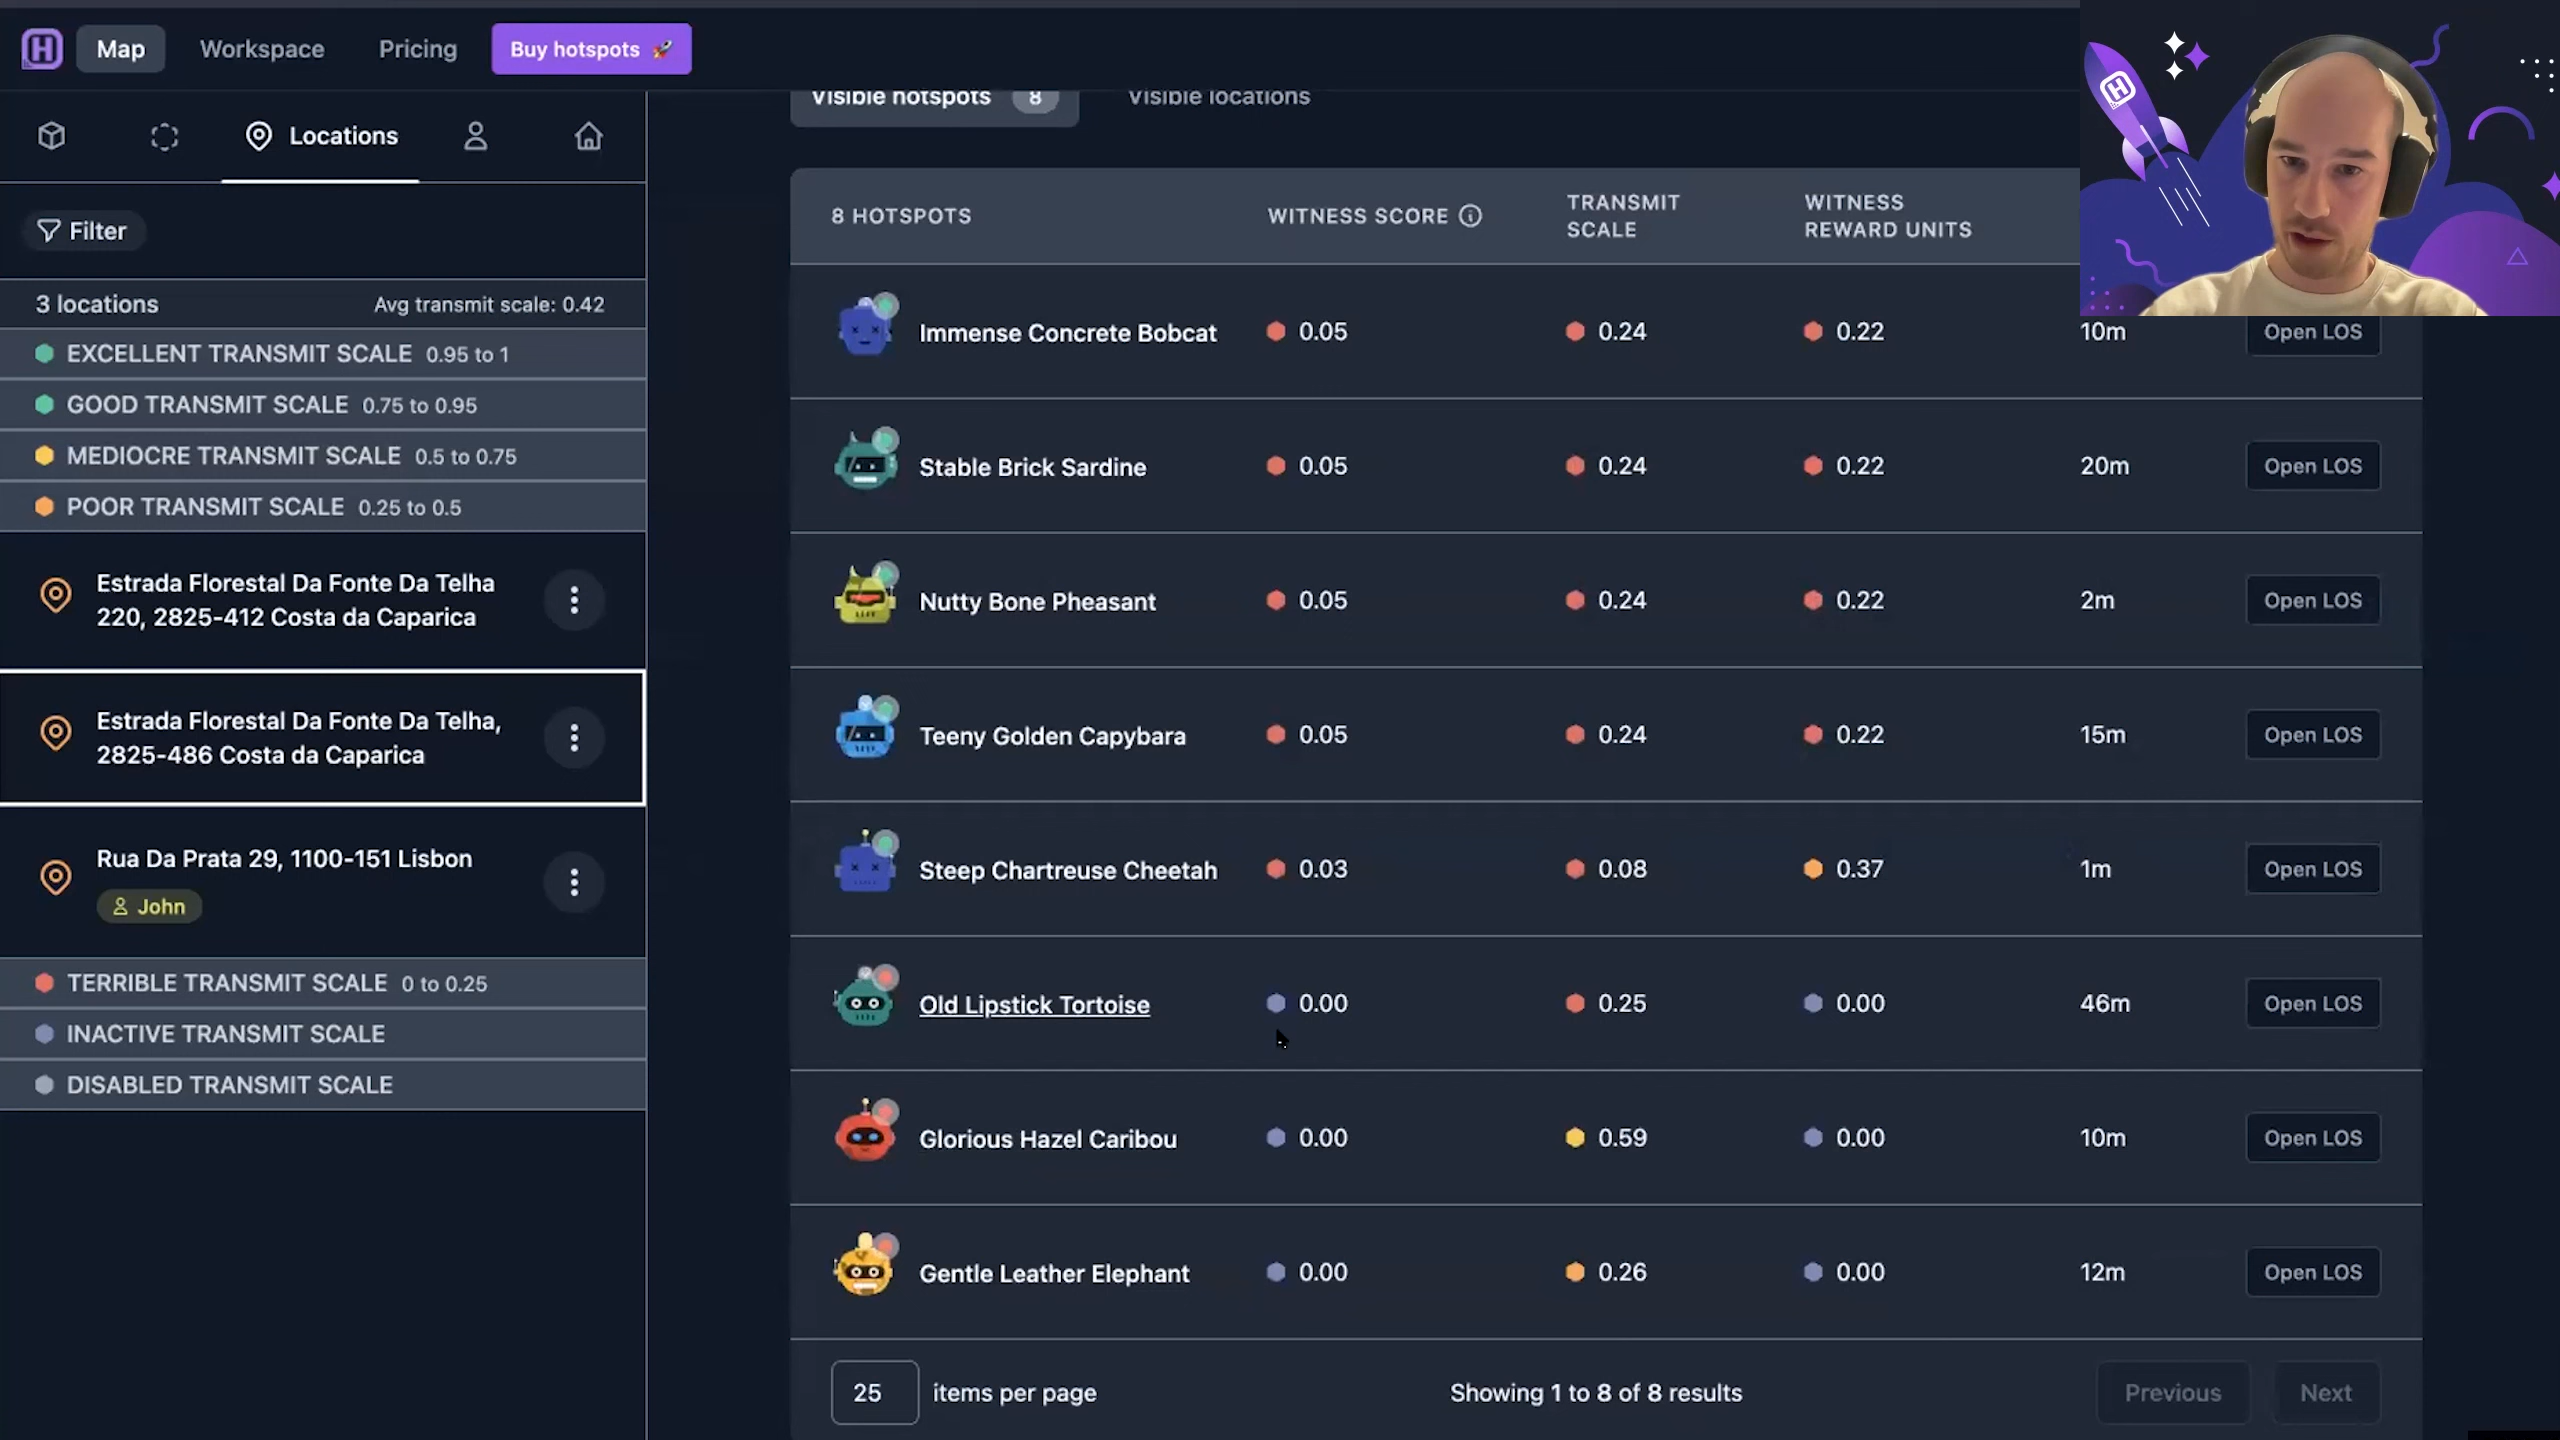 Map
Workspace
Pricing
Buy hotspots 🚀
Visible hotspots 8
Visible locations
Locations
Filter
3 locations
Avg transmit scale: 0.42
EXCELLENT TRANSMIT SCALE 0.95 to 1
GOOD TRANSMIT SCALE 0.75 to 0.95
MEDIOCRE TRANSMIT SCALE 0.5 to 0.75
POOR TRANSMIT SCALE 0.25 to 0.5
Estrada Florestal Da Fonte Da Telha
220, 2825-412 Costa da Caparica
Estrada Florestal Da Fonte Da Telha,
2825-486 Costa da Caparica
Rua Da Prata 29, 1100-151 Lisbon
John
TERRIBLE TRANSMIT SCALE 0 to 0.25
INACTIVE TRANSMIT SCALE
DISABLED TRANSMIT SCALE
8 HOTSPOTS
WITNESS SCORE
TRANSMIT
SCALE
WITNESS
REWARD UNITS
Immense Concrete Bobcat 0.05 0.24 0.22 10m Open LOS
Stable Brick Sardine 0.05 0.24 0.22 20m Open LOS
Nutty Bone Pheasant 0.05 0.24 0.22 2m Open LOS
Teeny Golden Capybara 0.05 0.24 0.22 15m Open LOS
Steep Chartreuse Cheetah 0.03 0.08 0.37 1m Open LOS
Old Lipstick Tortoise 0.00 0.25 0.00 46m Open LOS
Glorious Hazel Caribou 0.00 0.59 0.00 10m Open LOS
Gentle Leather Elephant 0.00 0.26 0.00 12m Open LOS
25 items per page
Showing 1 to 8 of 8 results
Previous
Next